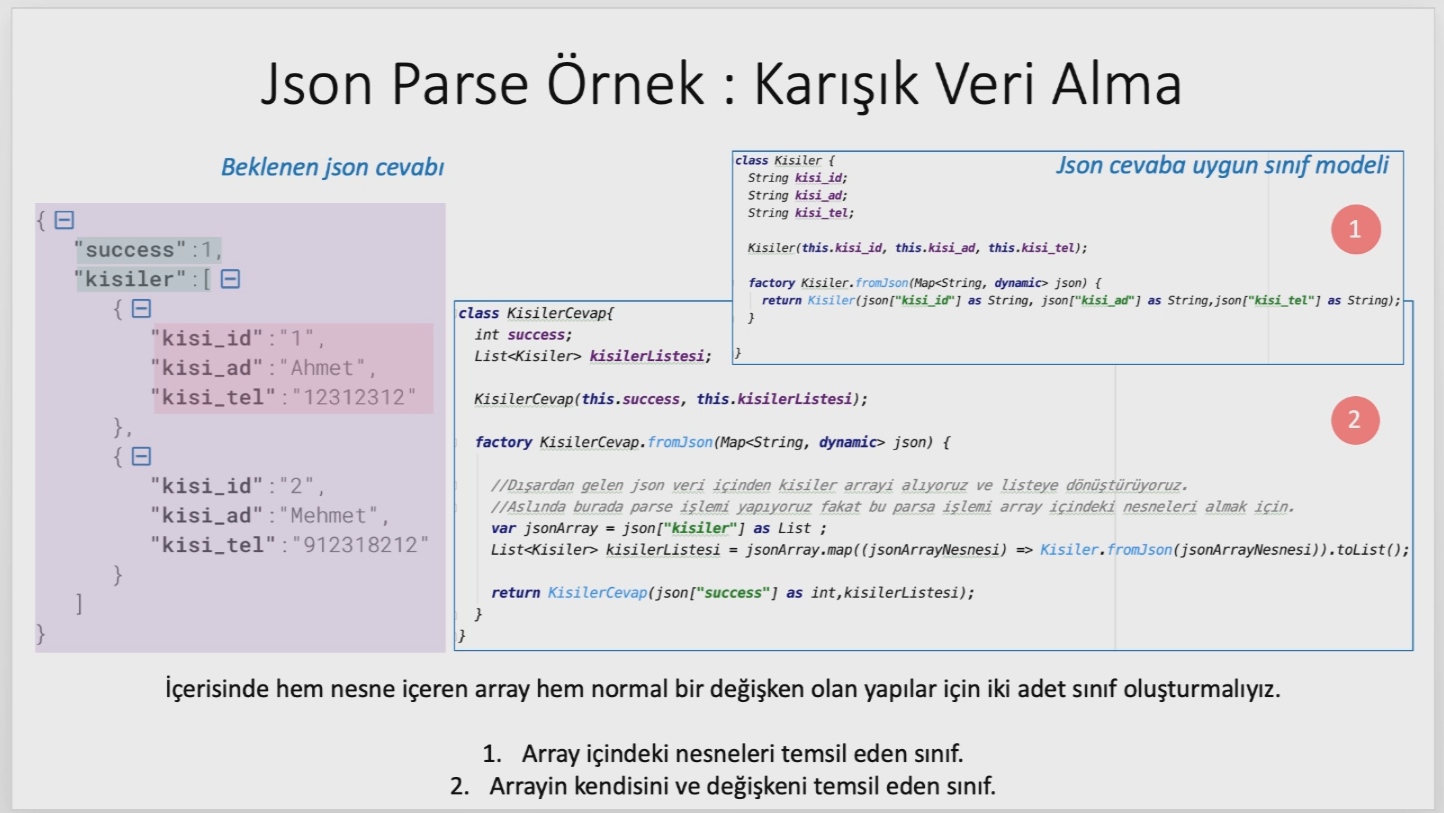 Json Parse Örnek : Karışık Veri Alma
Beklenen json cevabı
{
"success":1,
"kisiler":[
{
"kisi_id":"1",
"kisi_ad":"Ahmet",
"kisi_tel":"12312312"
},
{
"kisi_id":"2",
"kisi_ad":"Mehmet",
"kisi_tel":"912318212"
}
]
}
Json cevaba uygun sınıf modeli
class Kisiler {
String kisi_id;
String kisi_ad;
String kisi_tel;
Kisiler(this.kisi_id, this.kisi_ad, this.kisi_tel);
factory Kisiler.fromJson(Map<String, dynamic> json) {
return Kisiler(json["kisi_id"] as String, json["kisi_ad"] as String,json["kisi_tel"] as String);
}
}
1
class KisilerCevap{
int success;
List<Kisiler> kisilerListesi;
KisilerCevap(this.success, this.kisilerListesi);
factory KisilerCevap.fromJson(Map<String, dynamic> json) {
//Dışardan gelen json veri içinden kisiler arrayi alıyoruz ve listeye dönüştürüyoruz.
//Aslında burada parse işlemi yapıyoruz fakat bu parsa işlemi array içindeki nesneleri almak için.
var jsonArray = json["kisiler"] as List ;
List<Kisiler> kisilerListesi = jsonArray.map((jsonArrayNesnesi) => Kisiler.fromJson(jsonArrayNesnesi)).toList();
return KisilerCevap(json["success"] as int,kisilerListesi);
}
}
2
İçerisinde hem nesne içeren array hem normal bir değişken olan yapılar için iki adet sınıf oluşturmalıyız.
1. Array içindeki nesneleri temsil eden sınıf.
2. Arrayin kendisini ve değişkeni temsil eden sınıf.